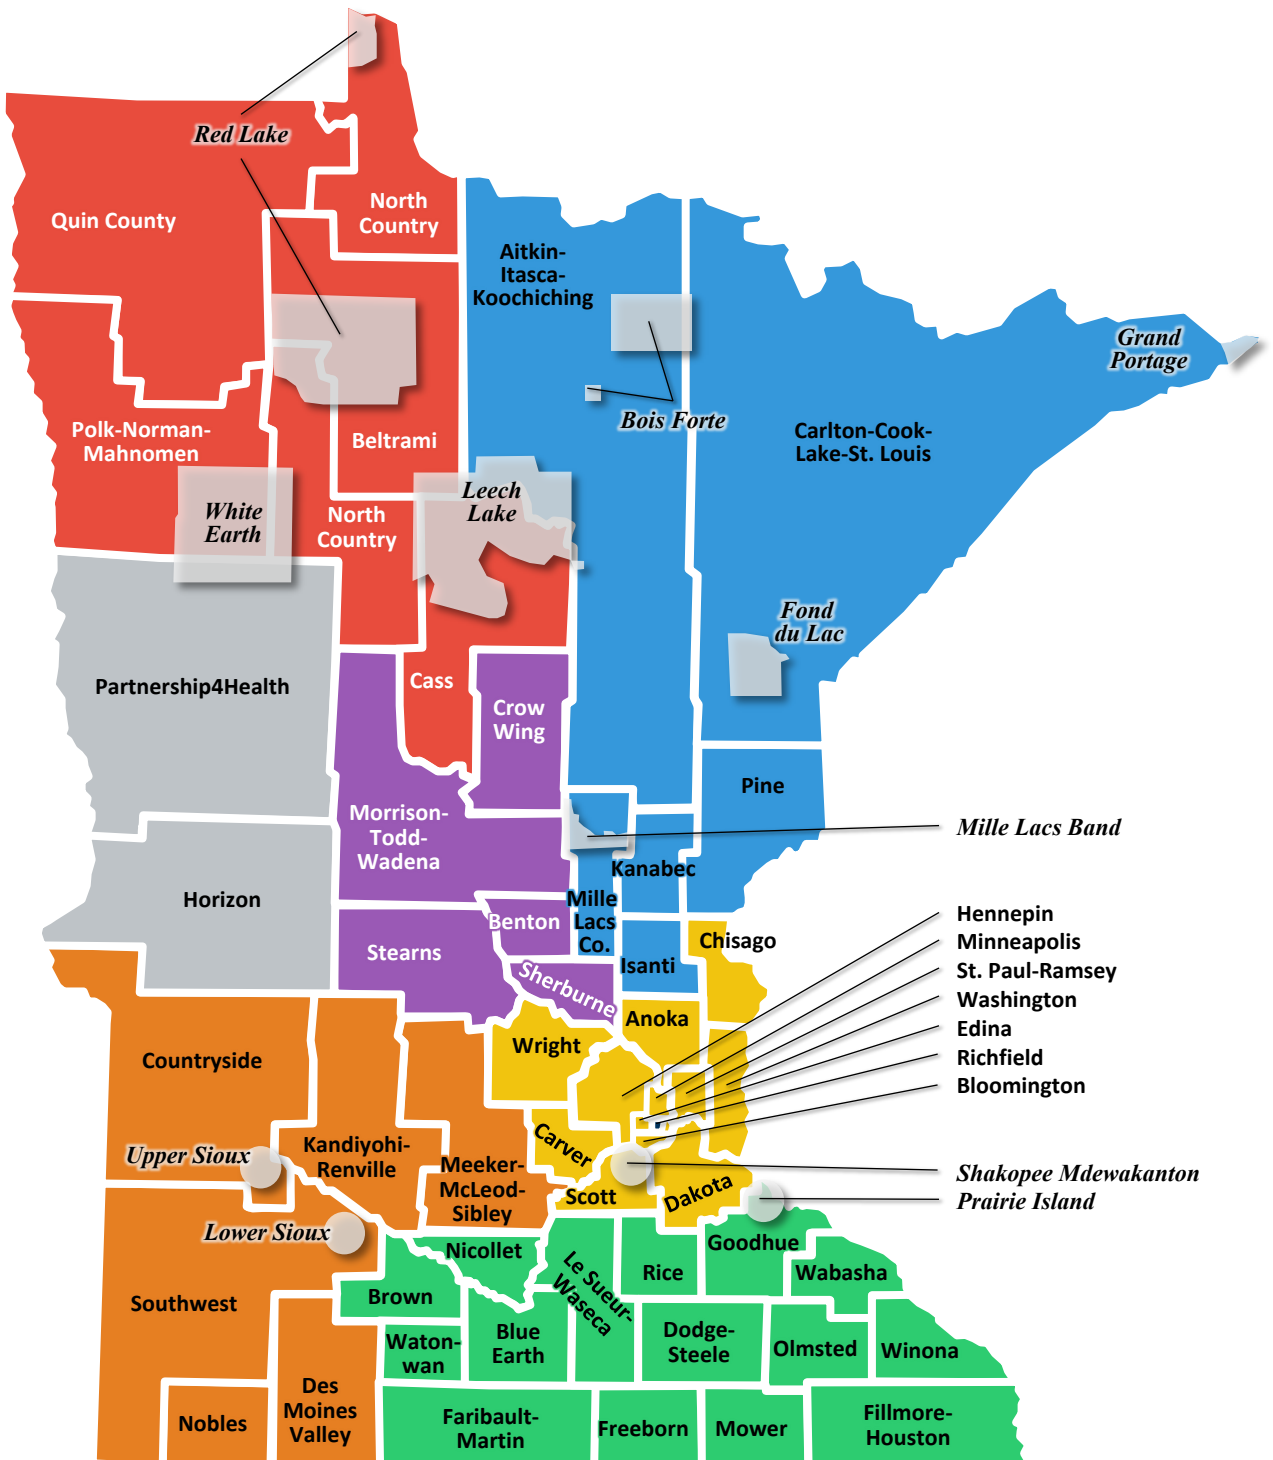 Red Lake
Quin County
North
Country
Aitkin-
Itasca-
Koochiching
Grand
Portage
Bois Forte
Polk-Norman-
Mahnomen
Beltrami
Carlton-Cook-
Lake-St. Louis
White
Earth
North
Country
Leech
Lake
Fond
du Lac
Partnership4Health
Cass
Crow
Wing
Pine
Morrison-
Todd-
Wadena
Mille Lacs Band
Kanabec
Horizon
Mille
Lacs
Co.
Benton
Stearns
Sherburne
Isanti
Chisago
Hennepin
Minneapolis
St. Paul-Ramsey
Washington
Edina
Richfield
Bloomington
Anoka
Wright
Countryside
Carver
Kandiyohi-
Renville
Upper Sioux
Meeker-
McLeod-
Sibley
Scott
Dakota
Shakopee Mdewakanton
Prairie Island
Lower Sioux
Nicollet
Le Sueur-
Waseca
Rice
Goodhue
Wabasha
Southwest
Brown
Waton-
wan
Blue
Earth
Dodge-
Steele
Olmsted
Winona
Nobles
Des
Moines
Valley
Faribault-
Martin
Freeborn
Mower
Fillmore-
Houston